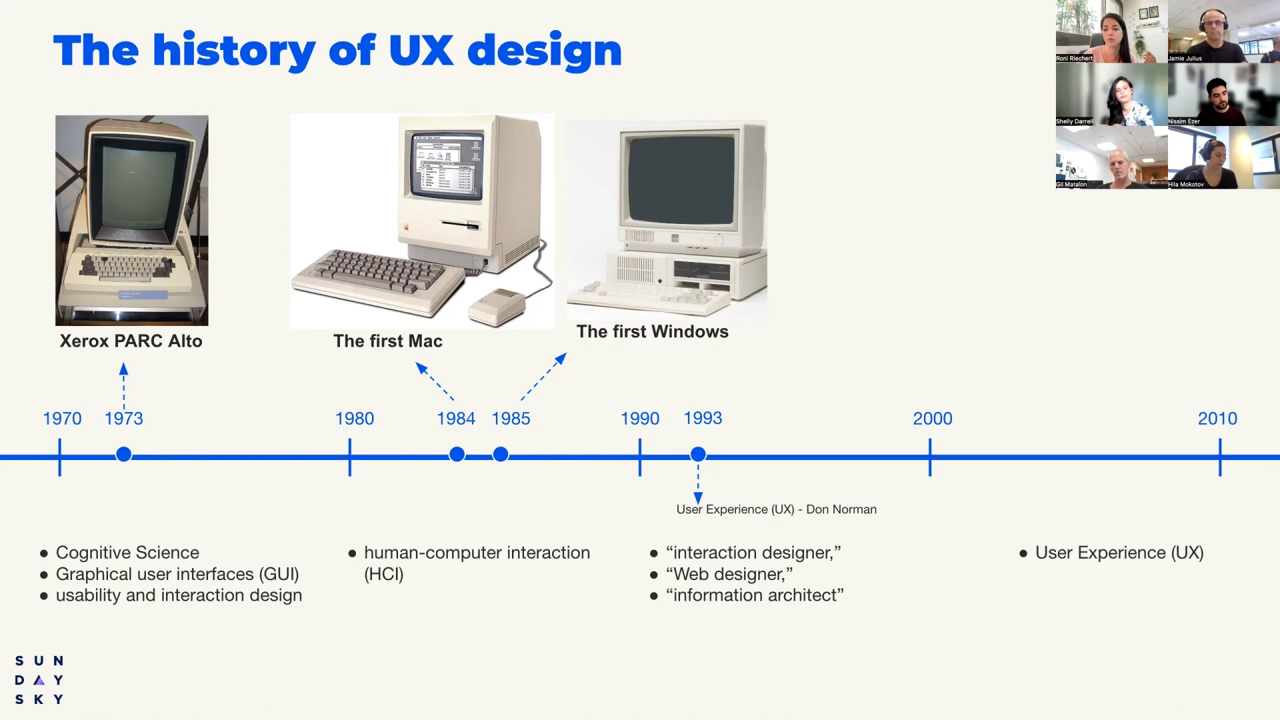 The history of UX design
Roni Riechert
Jamie Julius
Shelly Darrell
Nissim Ezer
Gil Matalon
Hila Mokotov
Xerox PARC Alto
The first Mac
The first Windows
1970
1973
1980
1984
1985
1990
1993
2000
2010
User Experience (UX) - Don Norman
● Cognitive Science
● Graphical user interfaces (GUI)
● usability and interaction design
● human-computer interaction
(HCI)
● “interaction designer,”
● “Web designer,”
● “information architect”
● User Experience (UX)
SUN
DAY
SKY